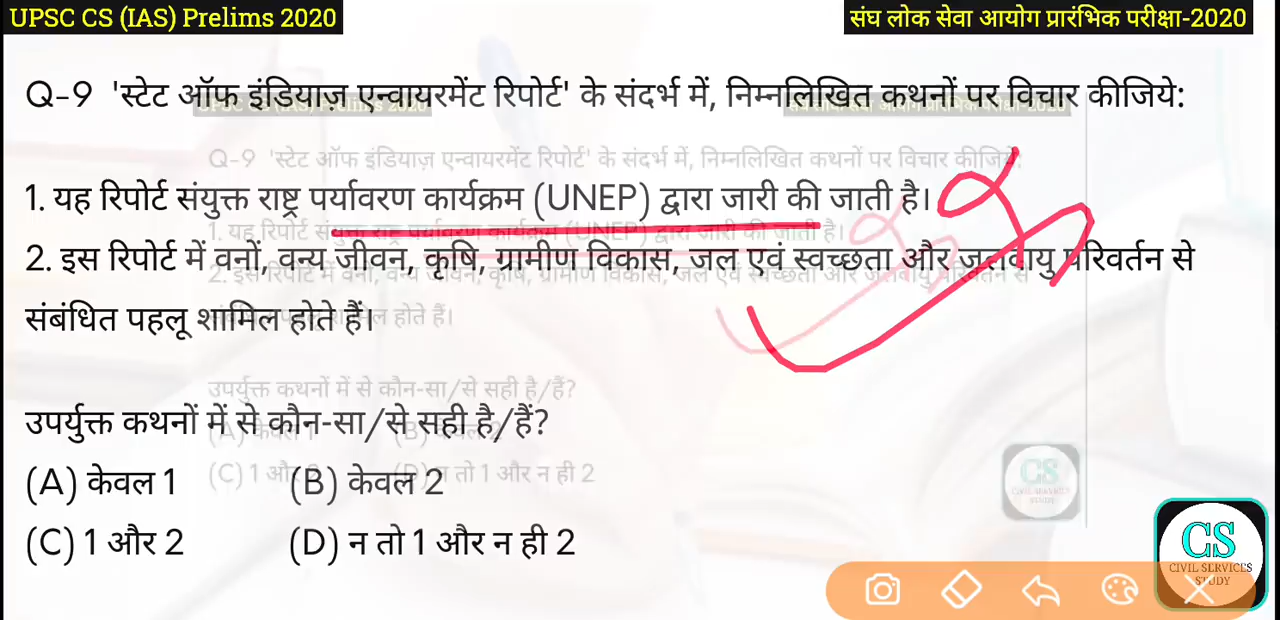 UPSC CS (IAS) Prelims 2020
संघ लोक सेवा आयोग प्रारंभिक परीक्षा-2020
Q-9 'स्टेट ऑफ इंडियाज़ एन्वायरमेंट रिपोर्ट' के संदर्भ में, निम्नलिखित कथनों पर विचार कीजिये:
1. यह रिपोर्ट संयुक्त राष्ट्र पर्यावरण कार्यक्रम (UNEP) द्वारा जारी की जाती है।
2. इस रिपोर्ट में वनों, वन्य जीवन, कृषि, ग्रामीण विकास, जल एवं स्वच्छता और जलवायु परिवर्तन से
संबंधित पहलू शामिल होते हैं।
उपर्युक्त कथनों में से कौन-सा/से सही है/हैं?
(A) केवल 1 (B) केवल 2
(C) 1 और 2 (D) न तो 1 और न ही 2
CS
CIVIL SERVICES
STUDY